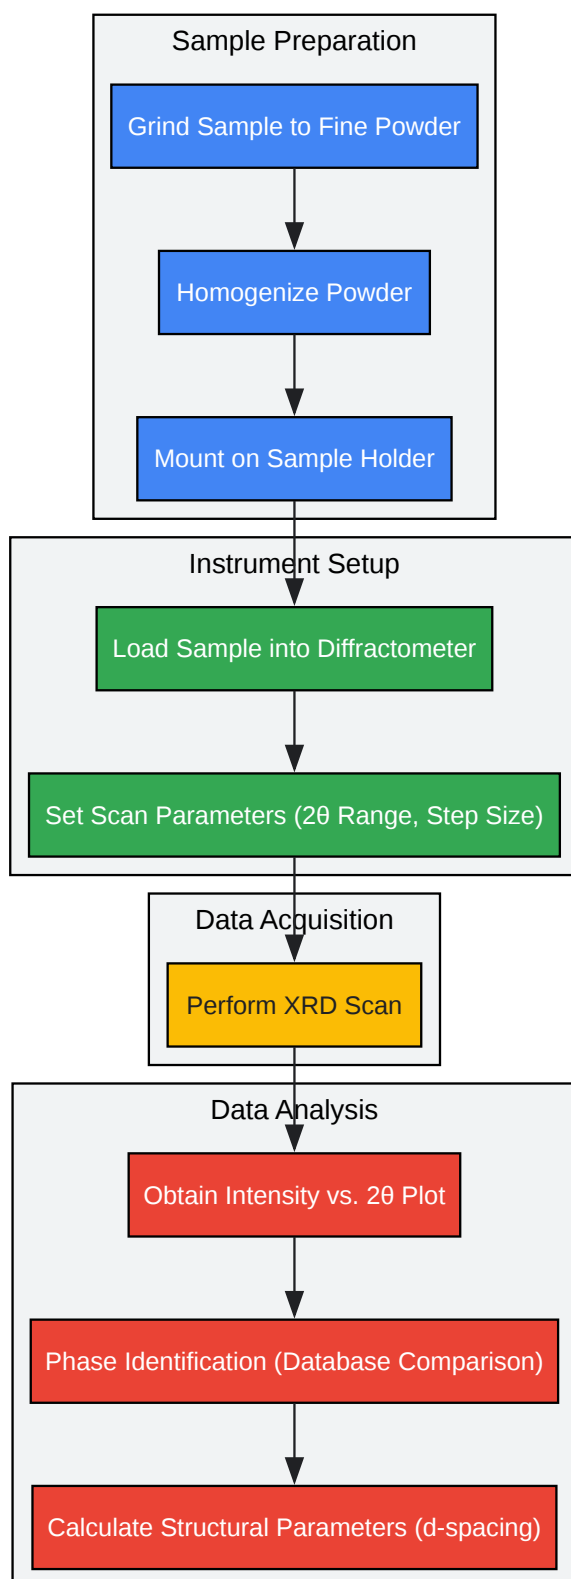 Sample Preparation
Grind Sample to Fine Powder
Homogenize Powder
Mount on Sample Holder
Instrument Setup
Load Sample into Diffractometer
Set Scan Parameters (2θ Range, Step Size)
Data Acquisition
Perform XRD Scan
Data Analysis
Obtain Intensity vs. 2θ Plot
Phase Identification (Database Comparison)
Calculate Structural Parameters (d-spacing)